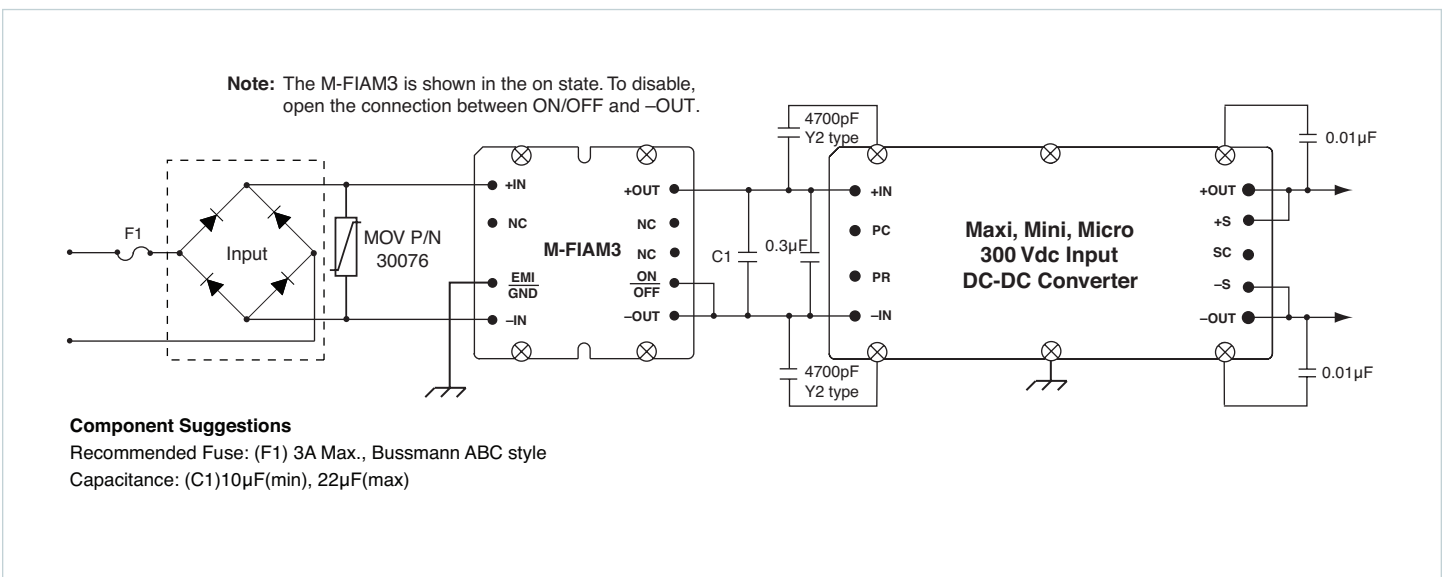 Note: The M-FIAM3 is shown in the on state. To disable,
open the connection between ON/OFF and –OUT.
F1
Input
MOV P/N
30076
+IN
NC
EMI
GND
–IN
M-FIAM3
+OUT
NC
NC
ON
OFF
–OUT
C1
0.3µF
4700pF
Y2 type
4700pF
Y2 type
+IN
PC
PR
–IN
Maxi, Mini, Micro
300 Vdc Input
DC-DC Converter
+OUT
+S
SC
–S
–OUT
0.01µF
0.01µF
Component Suggestions
Recommended Fuse: (F1) 3A Max., Bussmann ABC style
Capacitance: (C1)10µF(min), 22µF(max)